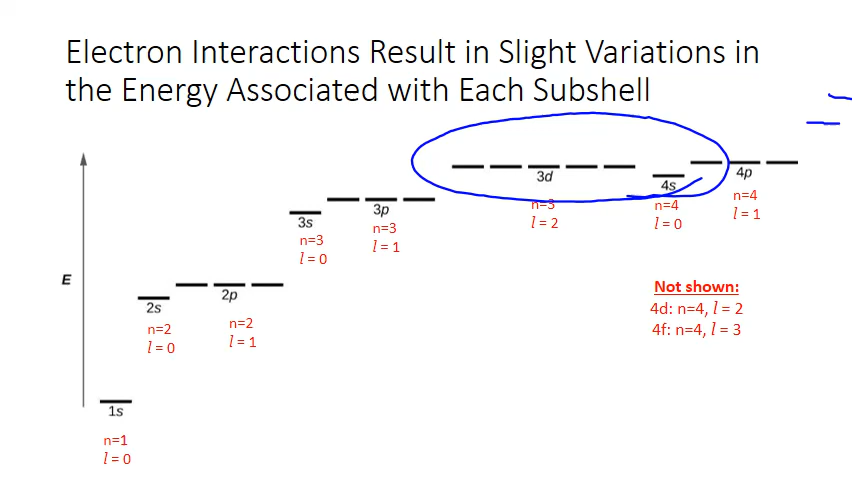 Electron Interactions Result in Slight Variations in
the Energy Associated with Each Subshell
3d
4s
4p
n=3
l = 2
n=4
l = 0
n=4
l = 1
3s
3p
n=3
l = 0
n=3
l = 1
E
2s
2p
n=2
l = 0
n=2
l = 1
Not shown:
4d: n=4, l = 2
4f: n=4, l = 3
1s
n=1
l = 0